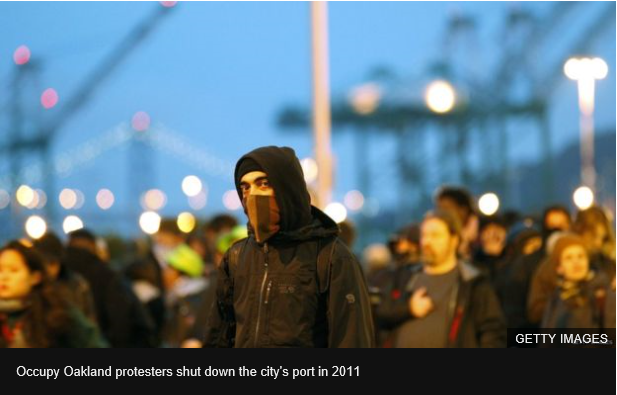 GETTY IMAGES
Occupy Oakland protesters shut down the city's port in 2011